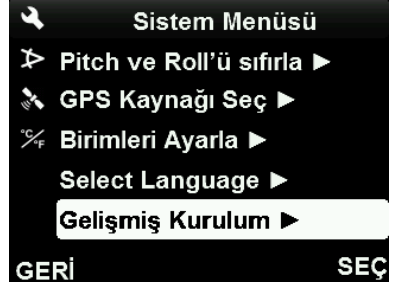 Sistem Menüsü
Pitch ve Roll'ü sıfırla ►
GPS Kaynağı Seç ►
°C/°F Birimleri Ayarla ►
Select Language ►
Gelişmiş Kurulum ►
GERİ SEÇ